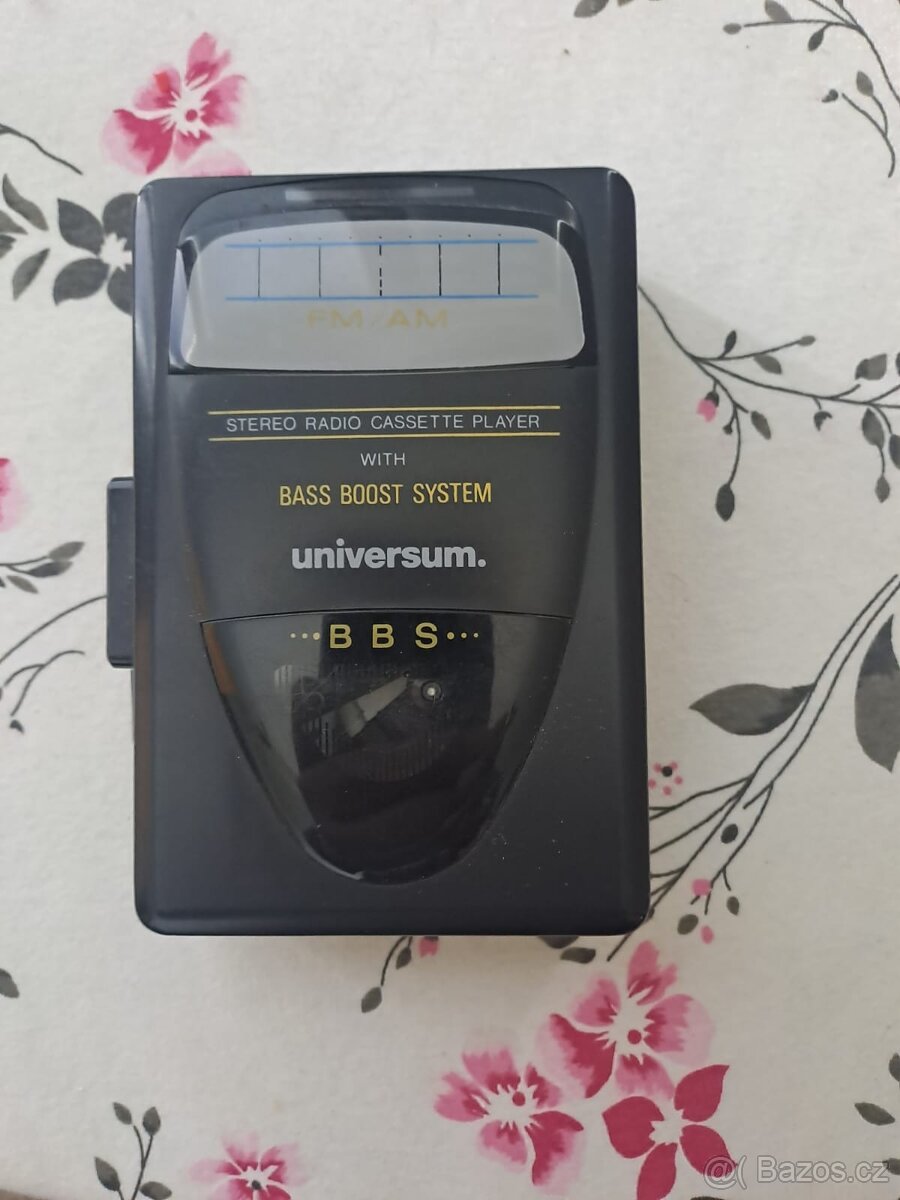 FM/AM
STEREO RADIO CASSETTE PLAYER
WITH
BASS BOOST SYSTEM
universum.
···BBS···
@( Bazos.cz